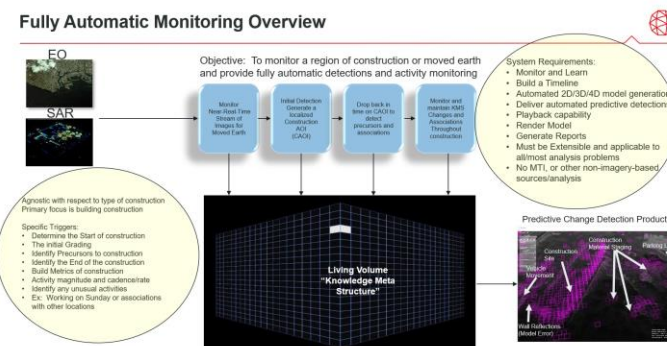 Fully Automatic Monitoring Overview
EO
SAR
Objective: To monitor a region of construction or moved earth
and provide fully automatic detections and activity monitoring
Monitor
Near Real Time
Stream of
Images for
Moved Earth
Initial Detection
Generate a
localized
Construction
AOI
(CAOI)
Drop back in
time on CAOI to
detect
precursors and
associations
Monitor and
maintain KMS
Changes and
Associations
Throughout
construction
System Requirements:
• Monitor and Learn
• Build a Timeline
• Automated 2D/3D/4D model generation
• Deliver automated predictive detection
• Playback capability
• Render Model
• Generate Reports
• Must be Extensible and applicable to
all/most analysis problems
• No MTI, or other non-imagery-based
sources/analysis
Agnostic with respect to type of construction
Primary focus is building construction
Specific Triggers:
• Determine the Start of construction
• The initial Grading
• Identify Precursors to construction
• Identify the End of the construction
• Build Metrics of construction
• Activity magnitude and cadence/rate
• Identify any unusual activities
• Ex: Working on Sunday or associations
with other locations
Living Volume
"Knowledge Meta
Structure"
Predictive Change Detection Product
Construction
Site
Construction
Material Staging
Parking
Vehicle
Movement
Wall Reflections
(Model Error)